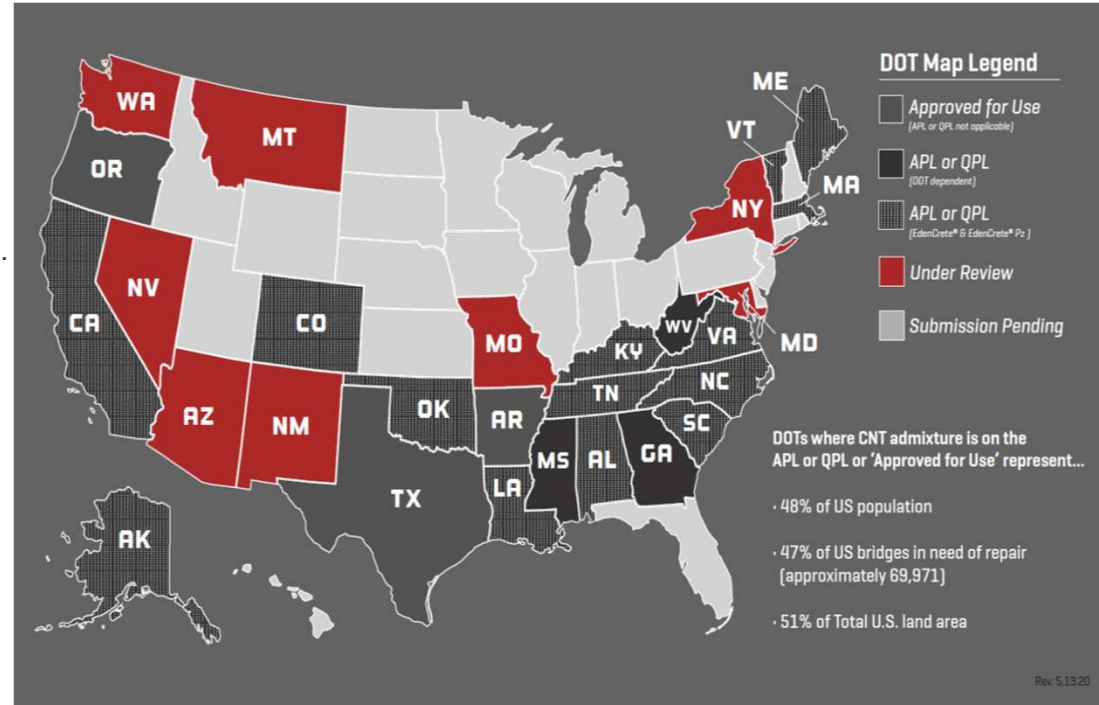 DOT Map Legend
Approved for Use
(APL or QPL not applicable)
APL or QPL
(DOT dependent)
APL or QPL
(EdenCrete® & EdenCrete® Pz )
Under Review
Submission Pending
WA
MT
OR
NV
CA
CO
AZ
NM
OK
TX
AR
LA
MO
MS
AL
GA
TN
KY
WV
VA
NC
SC
MD
NY
VT
ME
MA
AK
DOTs where CNT admixture is on the
APL or QPL or 'Approved for Use' represent...
· 48% of US population
· 47% of US bridges in need of repair
(approximately 69,971)
· 51% of Total U.S. land area
Rev. 5.13.20